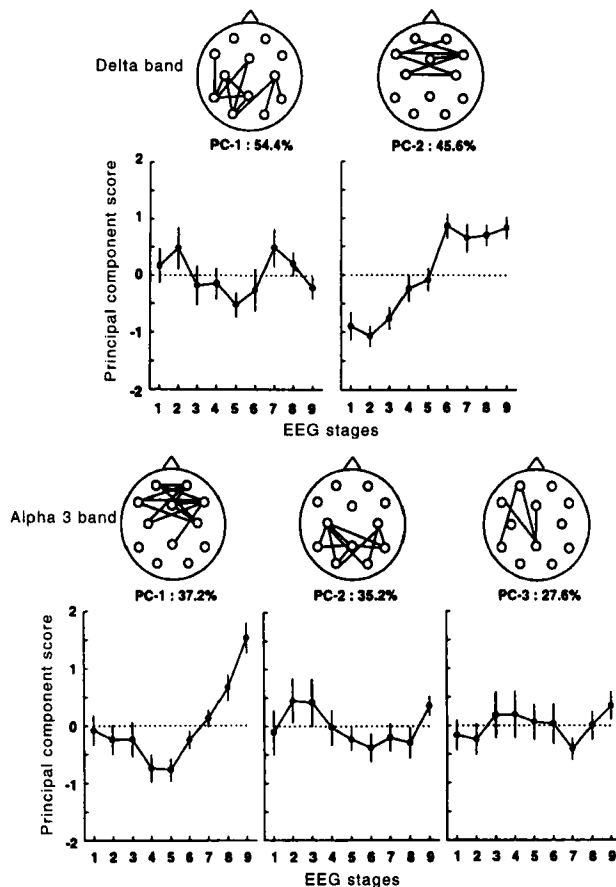 Delta band
PC-1 : 54.4%
PC-2 : 45.6%
Principal component score
2
1
0
-1
-2
1 2 3 4 5 6 7 8 9
1 2 3 4 5 6 7 8 9
EEG stages
Alpha 3 band
PC-1 : 37.2%
PC-2 : 35.2%
PC-3 : 27.6%
Principal component score
2
1
0
-1
-2
1 2 3 4 5 6 7 8 9
1 2 3 4 5 6 7 8 9
1 2 3 4 5 6 7 8 9
EEG stages